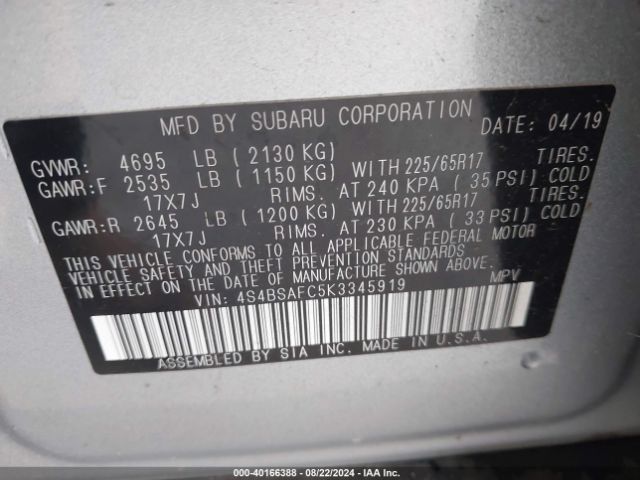 MFD BY SUBARU CORPORATION DATE: 04/19
GVWR: 4695 LB ( 2130 KG)
GAWR:F 2535 LB ( 1150 KG) WITH 225/65R17 TIRES.
17X7J RIMS. AT 240 KPA ( 35 PSI) COLD
GAWR:R 2645 LB ( 1200 KG) WITH 225/65R17 TIRES.
17X7J RIMS. AT 230 KPA ( 33 PSI) COLD
THIS VEHICLE CONFORMS TO ALL APPLICABLE FEDERAL MOTOR
VEHICLE SAFETY AND THEFT PREVENTION STANDARDS
IN EFFECT ON THE DATE OF MANUFACTURE SHOWN ABOVE.
VIN: 4S4BSAFC5K3345919 MPV
ASSEMBLED BY SIA INC. MADE IN U.S.A.
000-40166388 - 08/22/2024 - IAA Inc.